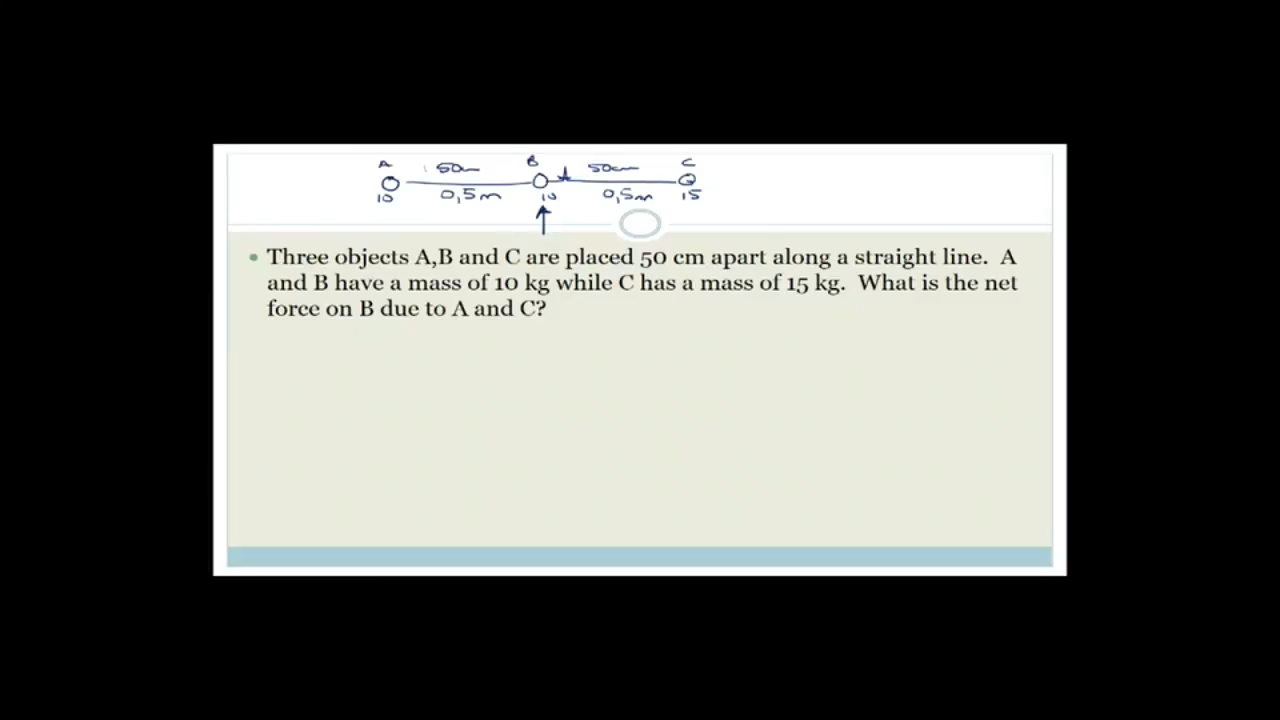 A 50cm B 50cm C
10 0,5m 10 0,5m 15
Three objects A,B and C are placed 50 cm apart along a straight line. A
and B have a mass of 10 kg while C has a mass of 15 kg. What is the net
force on B due to A and C?